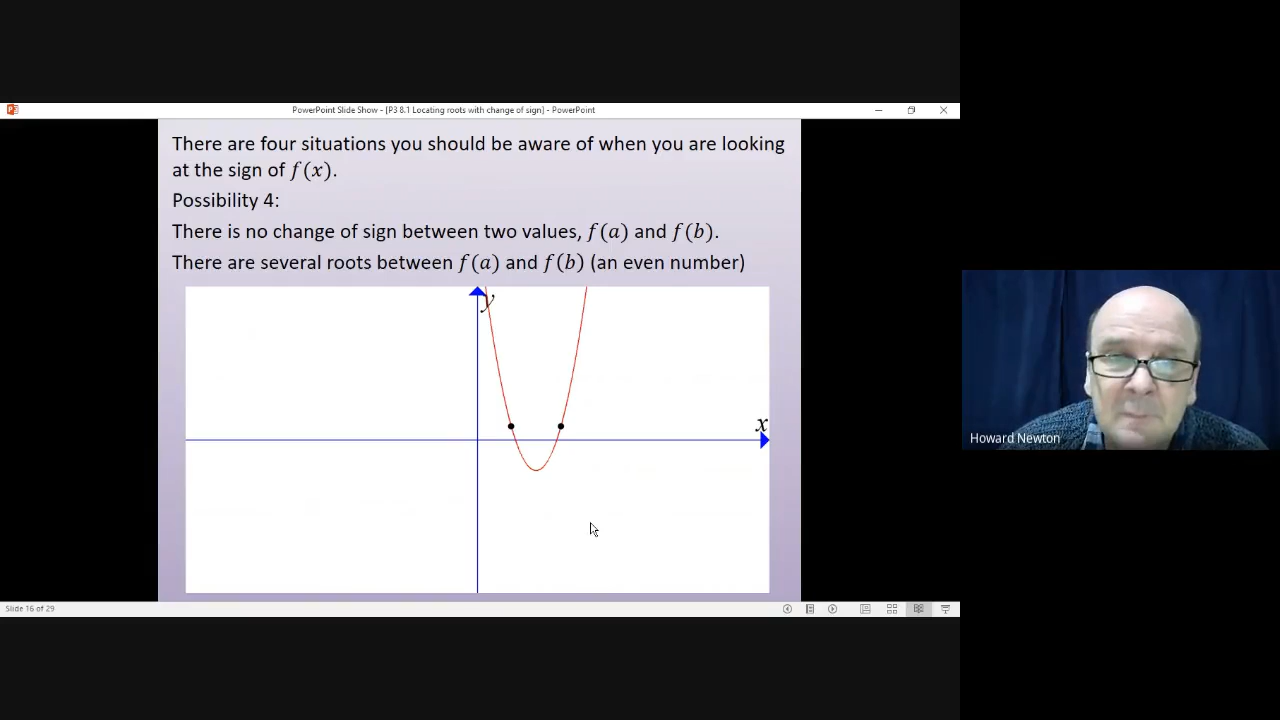 PowerPoint Slide Show - [P3 8.1 Locating roots with change of sign] - PowerPoint
There are four situations you should be aware of when you are looking
at the sign of f(x).
Possibility 4:
There is no change of sign between two values, f(a) and f(b).
There are several roots between f(a) and f(b) (an even number)
y
x
Howard Newton
Slide 16 of 29